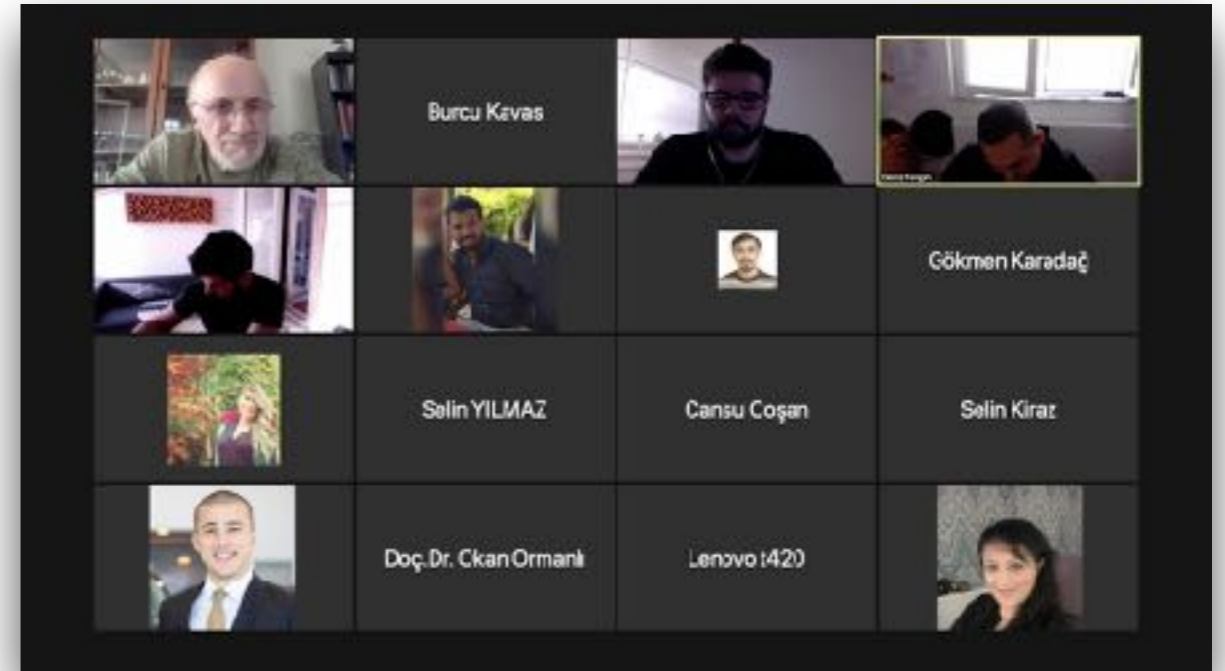 Burcu Kavas
Gökmen Karadağ
Selin YILMAZ
Cansu Coşan
Selin Kiraz
Doç.Dr. Okan Ormanlı
Lenovo t420